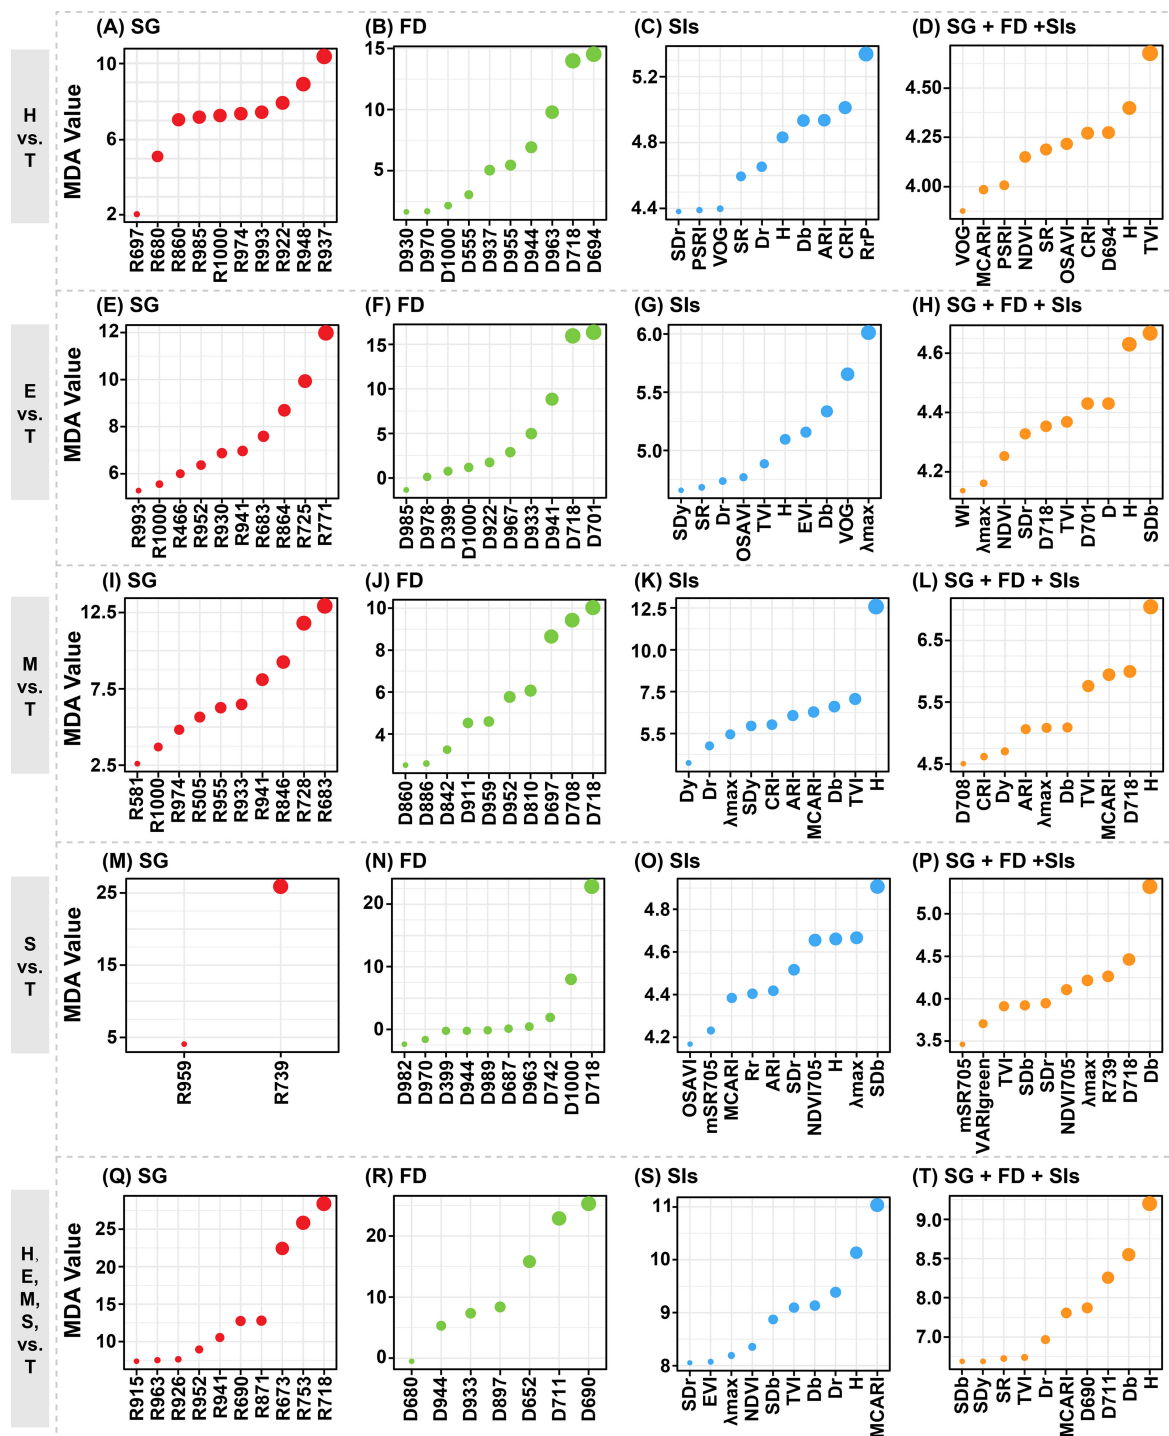 (A) SG
(B) FD
(C) SIs
(D) SG + FD +SIs
H
vs.
T
MDA Value
10
6
2
R697
R680
R860
R985
R1000
R974
R993
R922
R948
R937
15
10
5
D930
D970
D1000
D555
D937
D955
D944
D963
D718
D694
5.2
4.8
4.4
SDr
PSRI
VOG
SR
Dr
H
Db
ARI
CRI
RrP
4.50
4.25
4.00
VOG
MCARI
PSRI
NDVI
SR
OSAVI
CRI
D694
H
TVI
(E) SG
(F) FD
(G) SIs
(H) SG + FD + SIs
E
vs.
T
MDA Value
12
10
8
6
R993
R1000
R466
R952
R930
R941
R683
R864
R725
R771
15
10
5
0
D985
D978
D399
D1000
D922
D967
D933
D941
D718
D701
6.0
5.5
5.0
SDy
SR
Dr
OSAVI
TVI
H
EVI
Db
VOG
λmax
4.6
4.4
4.2
WI
λmax
NDVI
SDr
D718
TVI
D701
D
H
SDb
(I) SG
(J) FD
(K) SIs
(L) SG + FD + SIs
M
vs.
T
MDA Value
12.5
7.5
2.5
R581
R1000
R974
R505
R955
R933
R941
R846
R728
R683
10
8
6
4
D860
D886
D842
D911
D959
D952
D810
D697
D708
D718
12.5
10.0
7.5
5.5
Dy
Dr
λmax
SDy
CRI
ARI
MCARI
Db
TVI
H
6.5
5.5
4.5
D708
CRI
Dy
ARI
λmax
Db
TVI
MCARI
D718
H
(M) SG
(N) FD
(O) SIs
(P) SG + FD +SIs
S
vs.
T
MDA Value
25
15
5
R959
R739
20
10
0
D982
D970
D399
D944
D989
D687
D963
D742
D1000
D718
4.8
4.6
4.4
4.2
OSAVI
mSR705
MCARI
Rr
ARI
SDr
NDVI705
H
λmax
SDb
5.0
4.5
4.0
3.5
mSR705
VARIgreen
TVI
SDb
SDr
NDVI705
λmax
R739
D718
Db
(Q) SG
(R) FD
(S) SIs
(T) SG + FD + SIs
H,
E,
M,
S,
vs.
T
MDA Value
25
20
15
10
R915
R963
R926
R952
R941
R690
R871
R673
R753
R718
20
10
0
D680
D944
D933
D897
D652
D711
D690
11
10
9
8
SDr
EVI
λmax
NDVI
SDb
TVI
Db
Dr
H
MCARI
9.0
8.5
8.0
7.0
SDb
SDy
SR
TVI
Dr
MCARI
D690
D711
Db
H